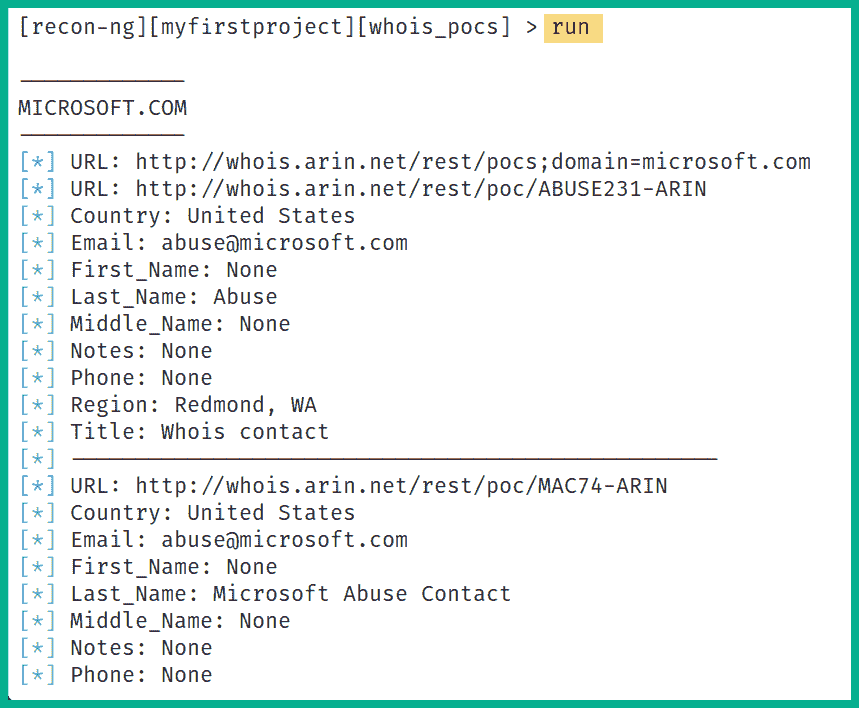 [recon-ng][myfirstproject][whois_pocs] > run
-------------
MICROSOFT.COM
-------------
[*] URL: http://whois.arin.net/rest/pocs;domain=microsoft.com
[*] URL: http://whois.arin.net/rest/poc/ABUSE231-ARIN
[*] Country: United States
[*] Email: abuse@microsoft.com
[*] First_Name: None
[*] Last_Name: Abuse
[*] Middle_Name: None
[*] Notes: None
[*] Phone: None
[*] Region: Redmond, WA
[*] Title: Whois contact
[*] --------------------------------------------------
[*] URL: http://whois.arin.net/rest/poc/MAC74-ARIN
[*] Country: United States
[*] Email: abuse@microsoft.com
[*] First_Name: None
[*] Last_Name: Microsoft Abuse Contact
[*] Middle_Name: None
[*] Notes: None
[*] Phone: None